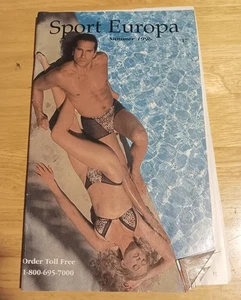 Sport Europa
Summer 1996
Order Toll Free
1-800-695-7000